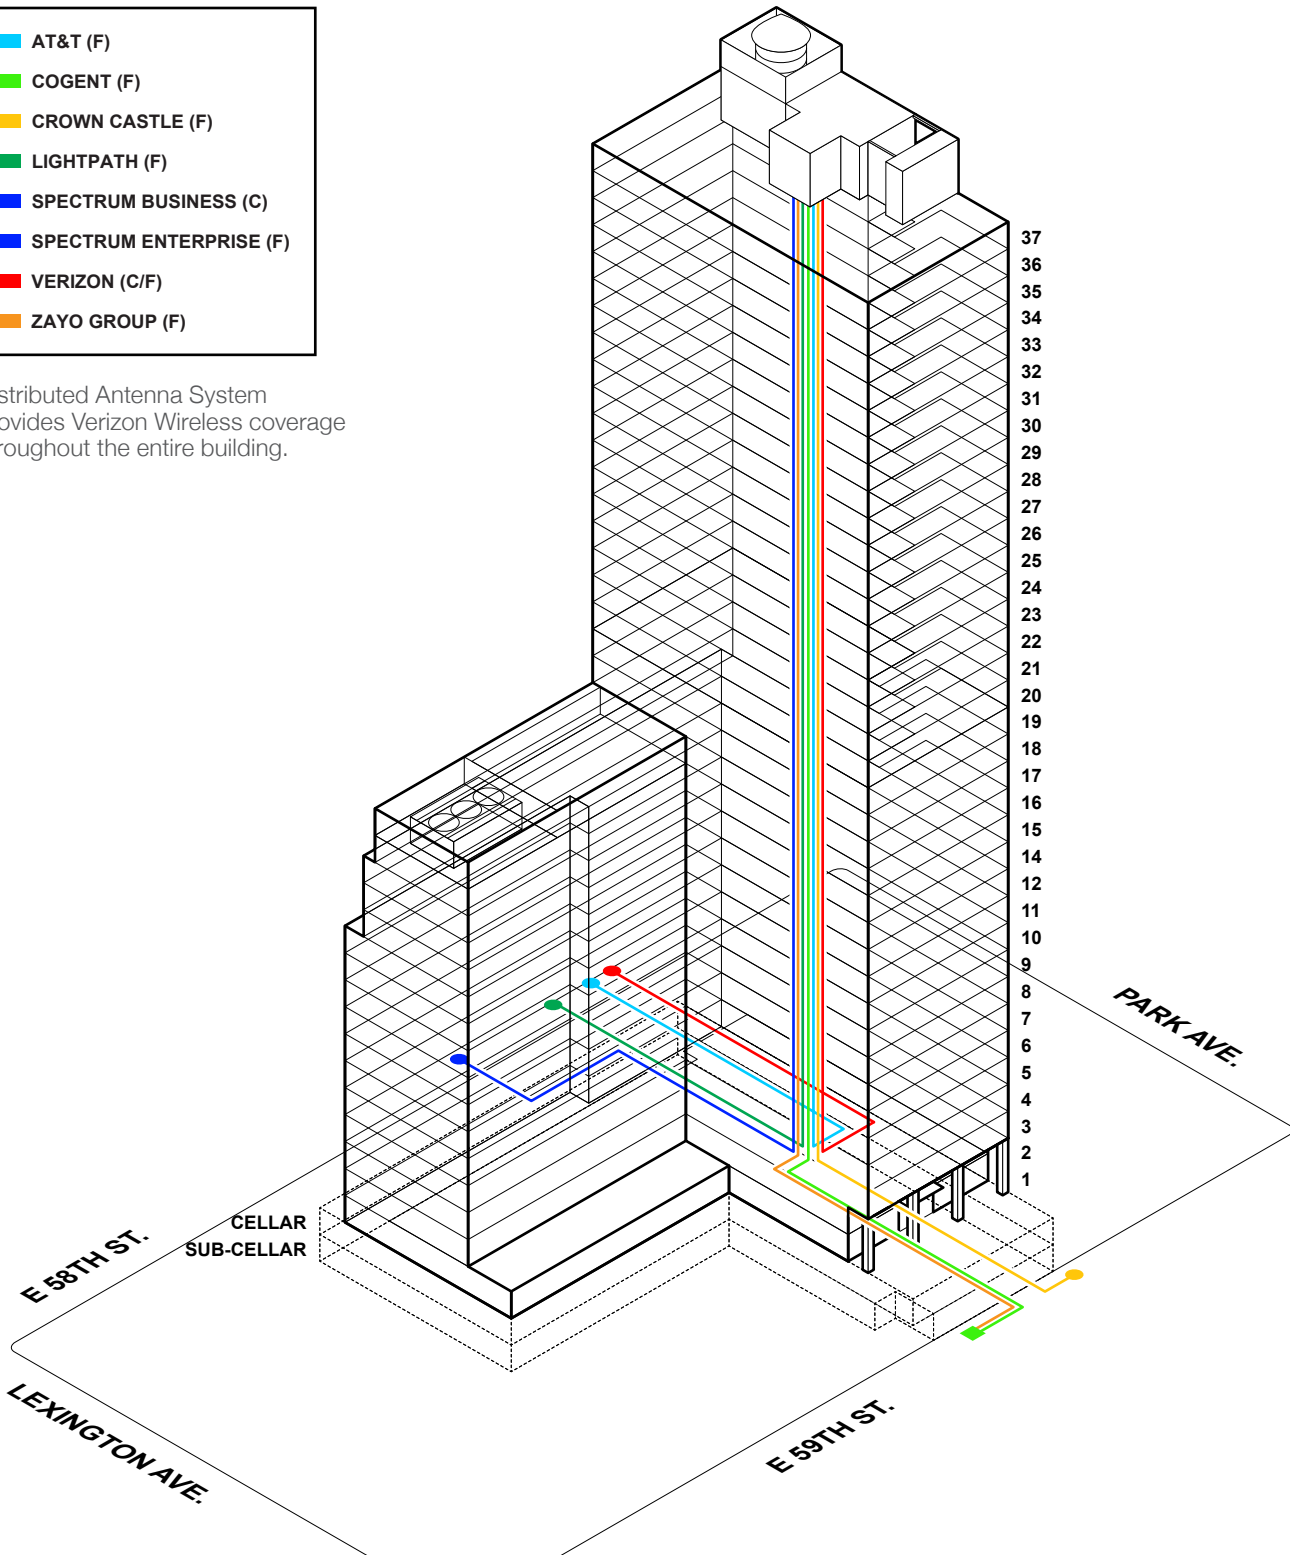 AT&T (F)
COGENT (F)
CROWN CASTLE (F)
LIGHTPATH (F)
SPECTRUM BUSINESS (C)
SPECTRUM ENTERPRISE (F)
VERIZON (C/F)
ZAYO GROUP (F)
stributed Antenna System
ovides Verizon Wireless coverage
roughout the entire building.
37
36
35
34
33
32
31
30
29
28
27
26
25
24
23
22
21
20
19
18
17
16
15
14
12
11
10
9
8
7
6
5
4
3
2
1
CELLAR
SUB-CELLAR
PARK AVE.
E 58TH ST.
LEXINGTON AVE.
E 59TH ST.